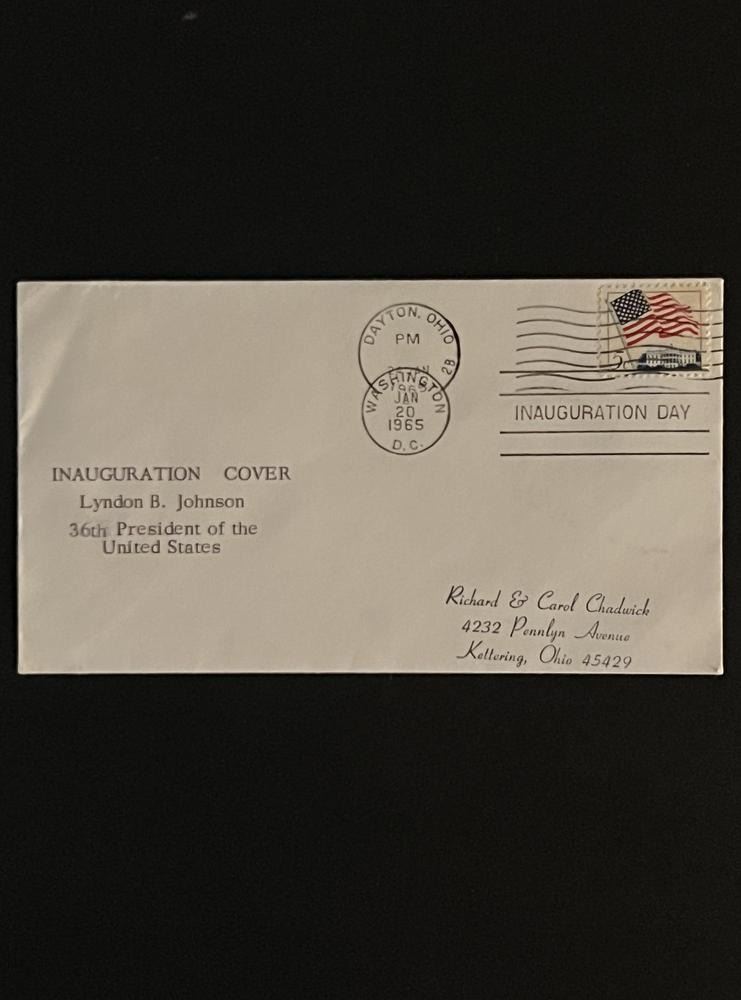 DAYTON, OHIO
PM
2B
1965
WASHINGTON
JAN
20
1965
D.C.
INAUGURATION DAY
INAUGURATION COVER
Lyndon B. Johnson
36th President of the
United States
Richard & Carol Chadwick
4232 Pennlyn Avenue
Kettering, Ohio 45429